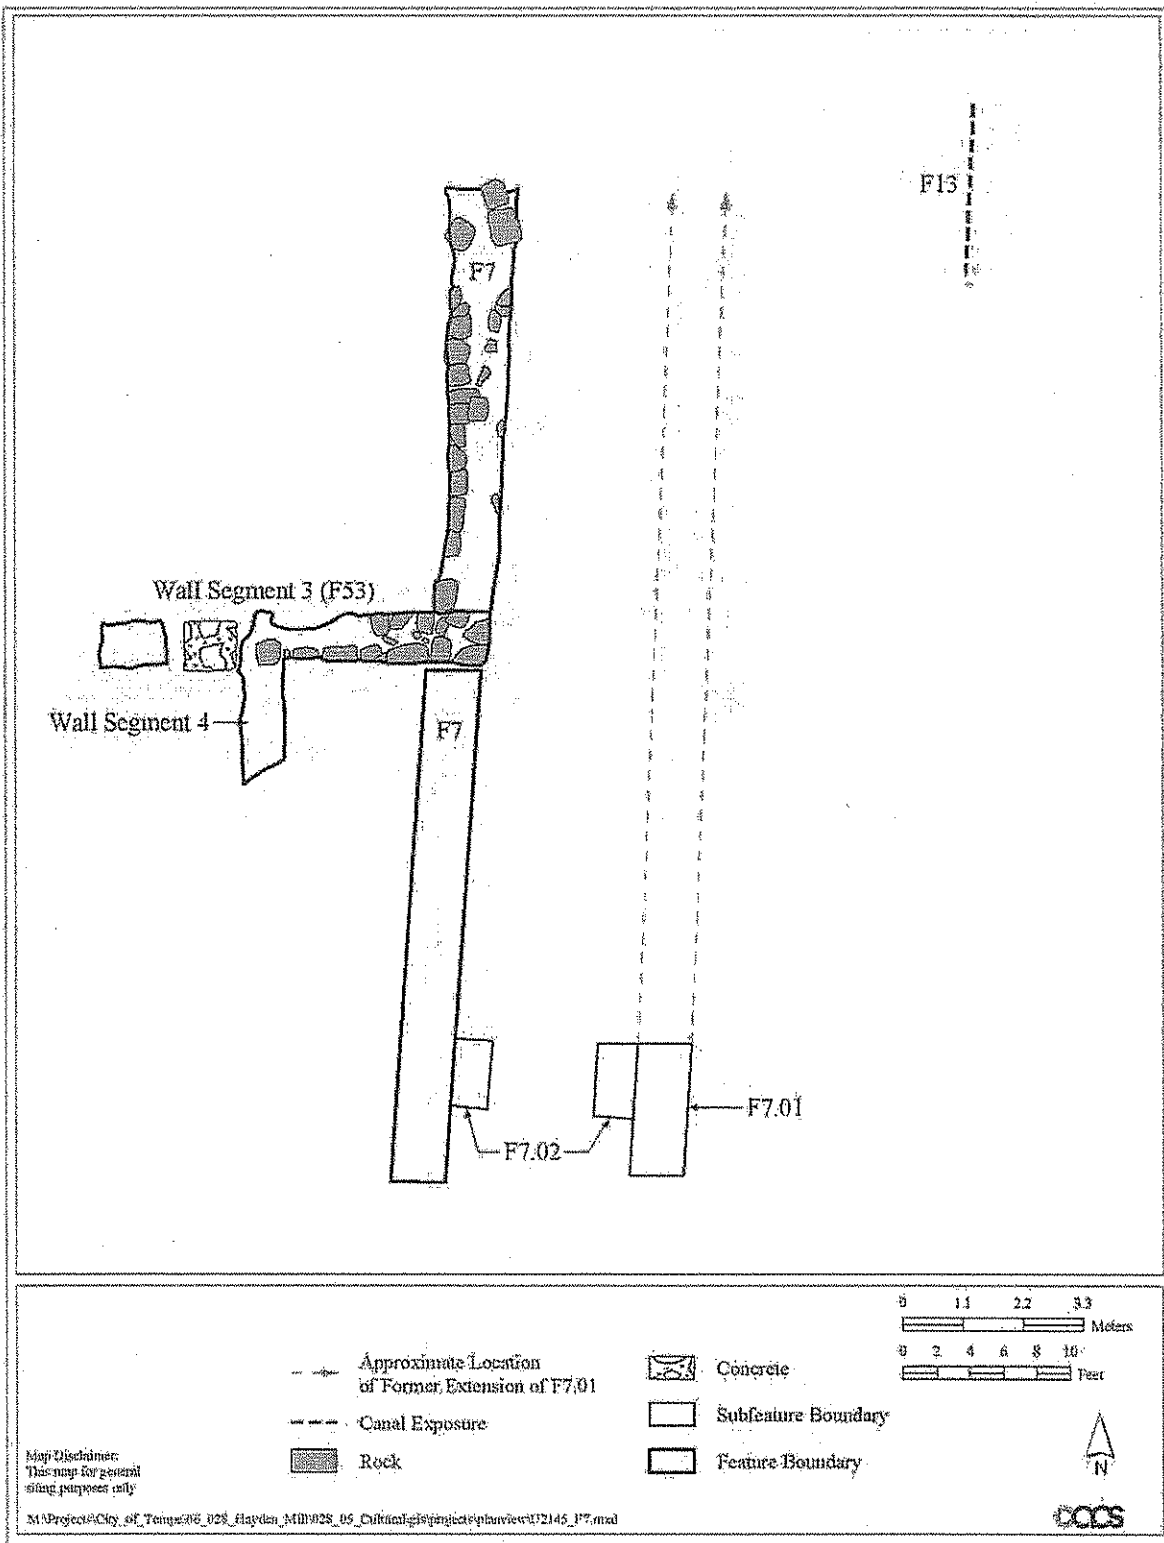 F13
F7
Wall Segment 3 (F53)
Wall Segment 4
F7
F7.01
F7.02
0 1.1 2.2 3.3
Meters
0 2 4 6 8 10
Feet
Approximate Location
of Former Extension of F7.01
Canal Exposure
Rock
Concrete
Subfeature Boundary
Feature Boundary
N
Map Disclaimer:
This map for general
siting purposes only